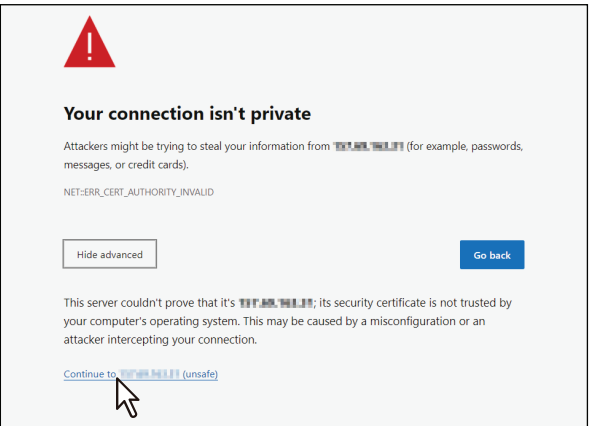 Your connection isn't private
Attackers might be trying to steal your information from (for example, passwords,
messages, or credit cards).
NET::ERR_CERT_AUTHORITY_INVALID
Hide advanced
Go back
This server couldn't prove that it's ; its security certificate is not trusted by
your computer's operating system. This may be caused by a misconfiguration or an
attacker intercepting your connection.
Continue to (unsafe)